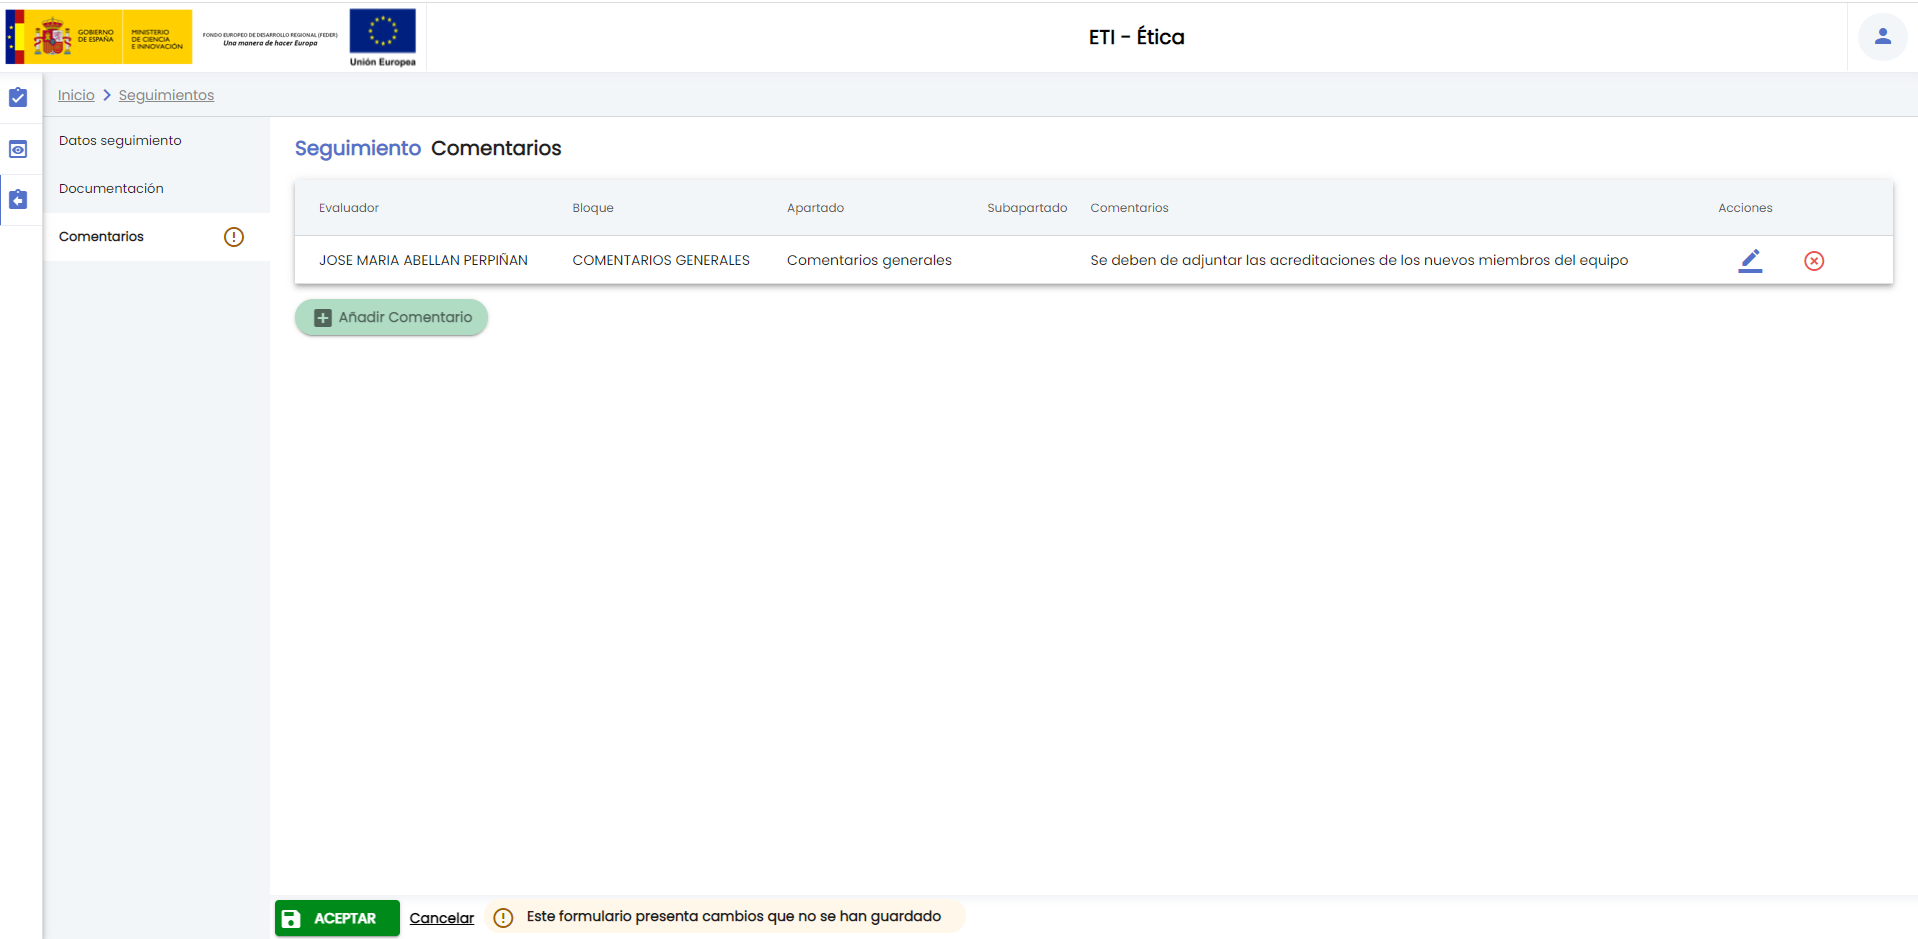 GOBIERNO
DE ESPAÑA
MINISTERIO
DE CIENCIA
E INNOVACIÓN
FONDO EUROPEO DE DESARROLLO REGIONAL (FEDER)
Una manera de hacer Europa
Unión Europea
ETI - Ética
Inicio > Seguimientos
Datos seguimiento
Documentación
Comentarios
Seguimiento Comentarios
Evaluador Bloque Apartado Subapartado Comentarios Acciones
JOSE MARIA ABELLAN PERPIÑAN COMENTARIOS GENERALES Comentarios generales Se deben de adjuntar las acreditaciones de los nuevos miembros del equipo
Añadir Comentario
ACEPTAR Cancelar Este formulario presenta cambios que no se han guardado